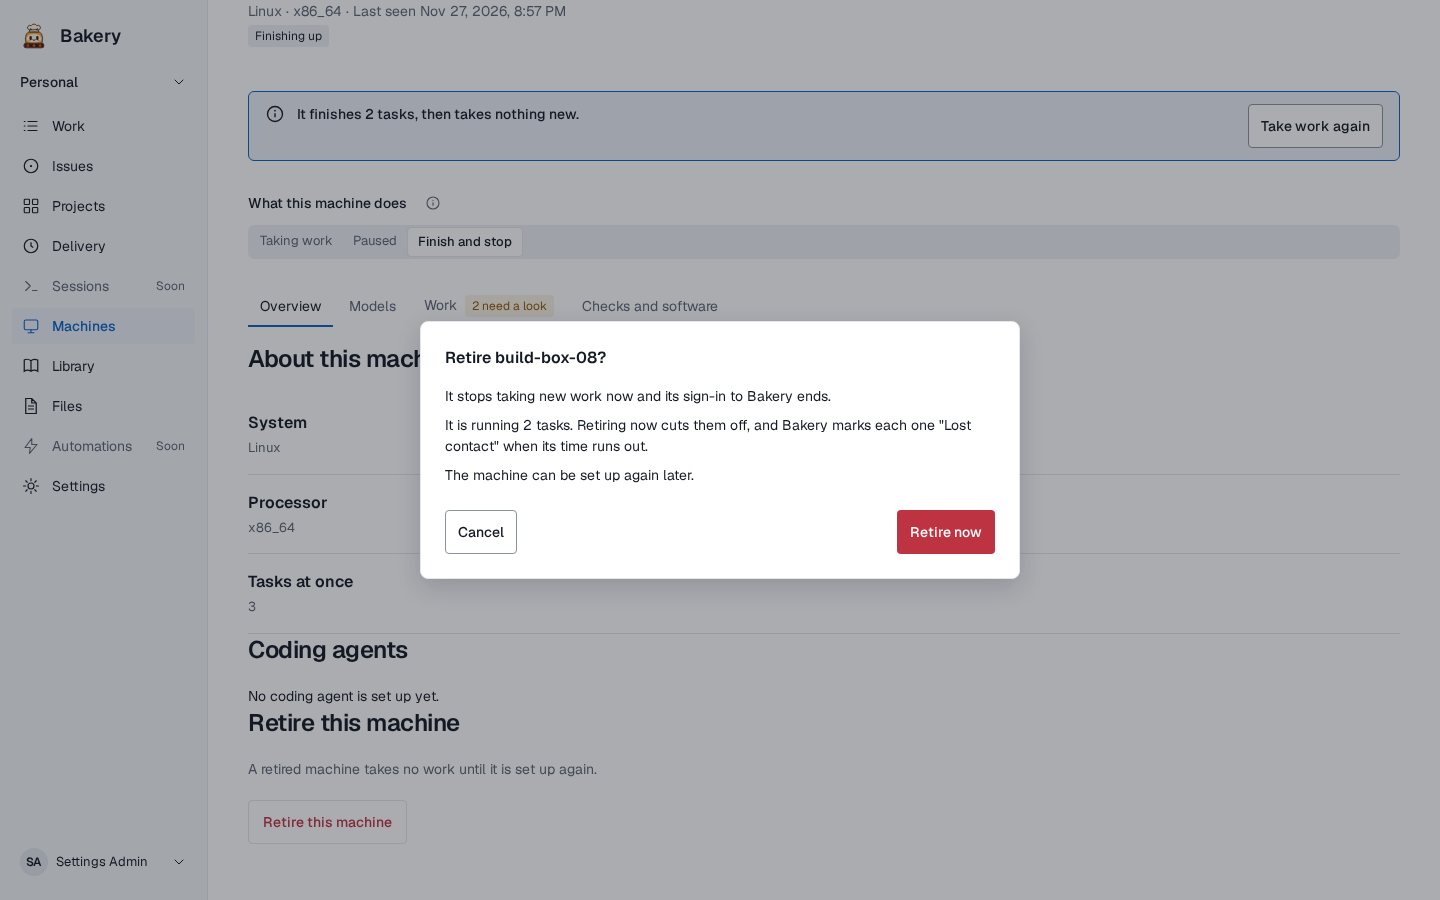 Bakery
Personal
Work
Issues
Projects
Delivery
Sessions Soon
Machines
Library
Files
Automations Soon
Settings
SA Settings Admin
Linux · x86_64 · Last seen Nov 27, 2026, 8:57 PM
Finishing up
It finishes 2 tasks, then takes nothing new.
Take work again
What this machine does
Taking work Paused Finish and stop
Overview Models Work 2 need a look Checks and software
About this mach
System
Linux
Processor
x86_64
Tasks at once
3
Coding agents
No coding agent is set up yet.
Retire this machine
A retired machine takes no work until it is set up again.
Retire this machine
Retire build-box-08?
It stops taking new work now and its sign-in to Bakery ends.
It is running 2 tasks. Retiring now cuts them off, and Bakery marks each one "Lost
contact" when its time runs out.
The machine can be set up again later.
Cancel Retire now